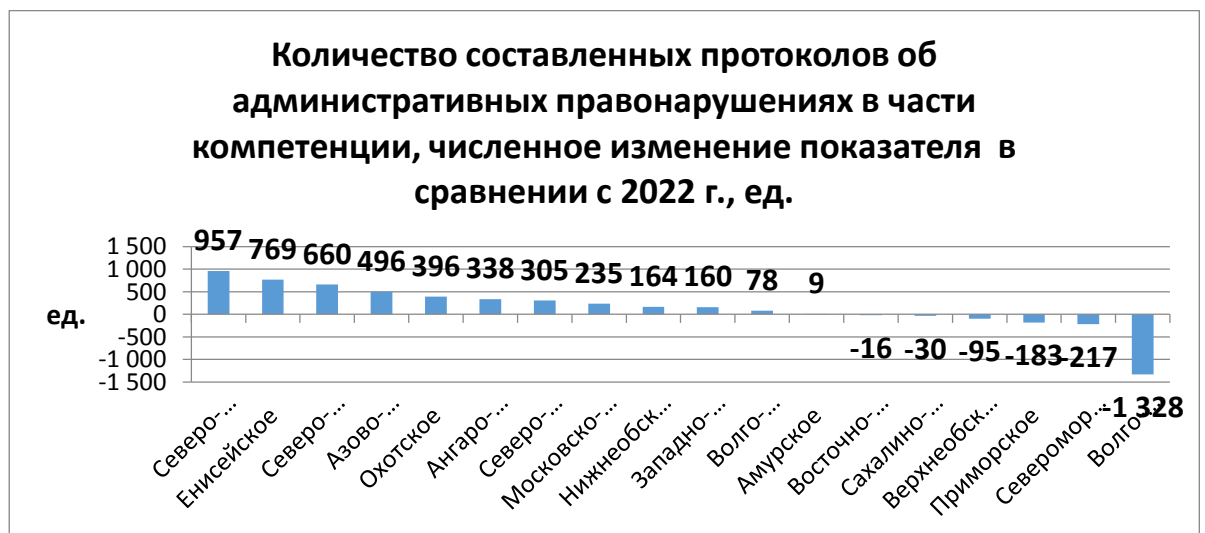 Количество составленных протоколов об
административных правонарушениях в части
компетенции, численное изменение показателя в
сравнении с 2022 г., ед.
957 769 660 496 396 338 305 235 164 160 78 9
-16 -30 -95 -183 -217 -1 328
1 500
1 000
500
0
-500
-1 000
-1 500
ед.
Северо-...
Енисейское
Северо-...
Азово-...
Охотское
Ангаро-...
Северо-...
Московско-...
Нижнеобск...
Западно-...
Волго-...
Амурское
Восточно-...
Сахалино-...
Верхнеобск...
Приморское
Северомор...
Волго-...